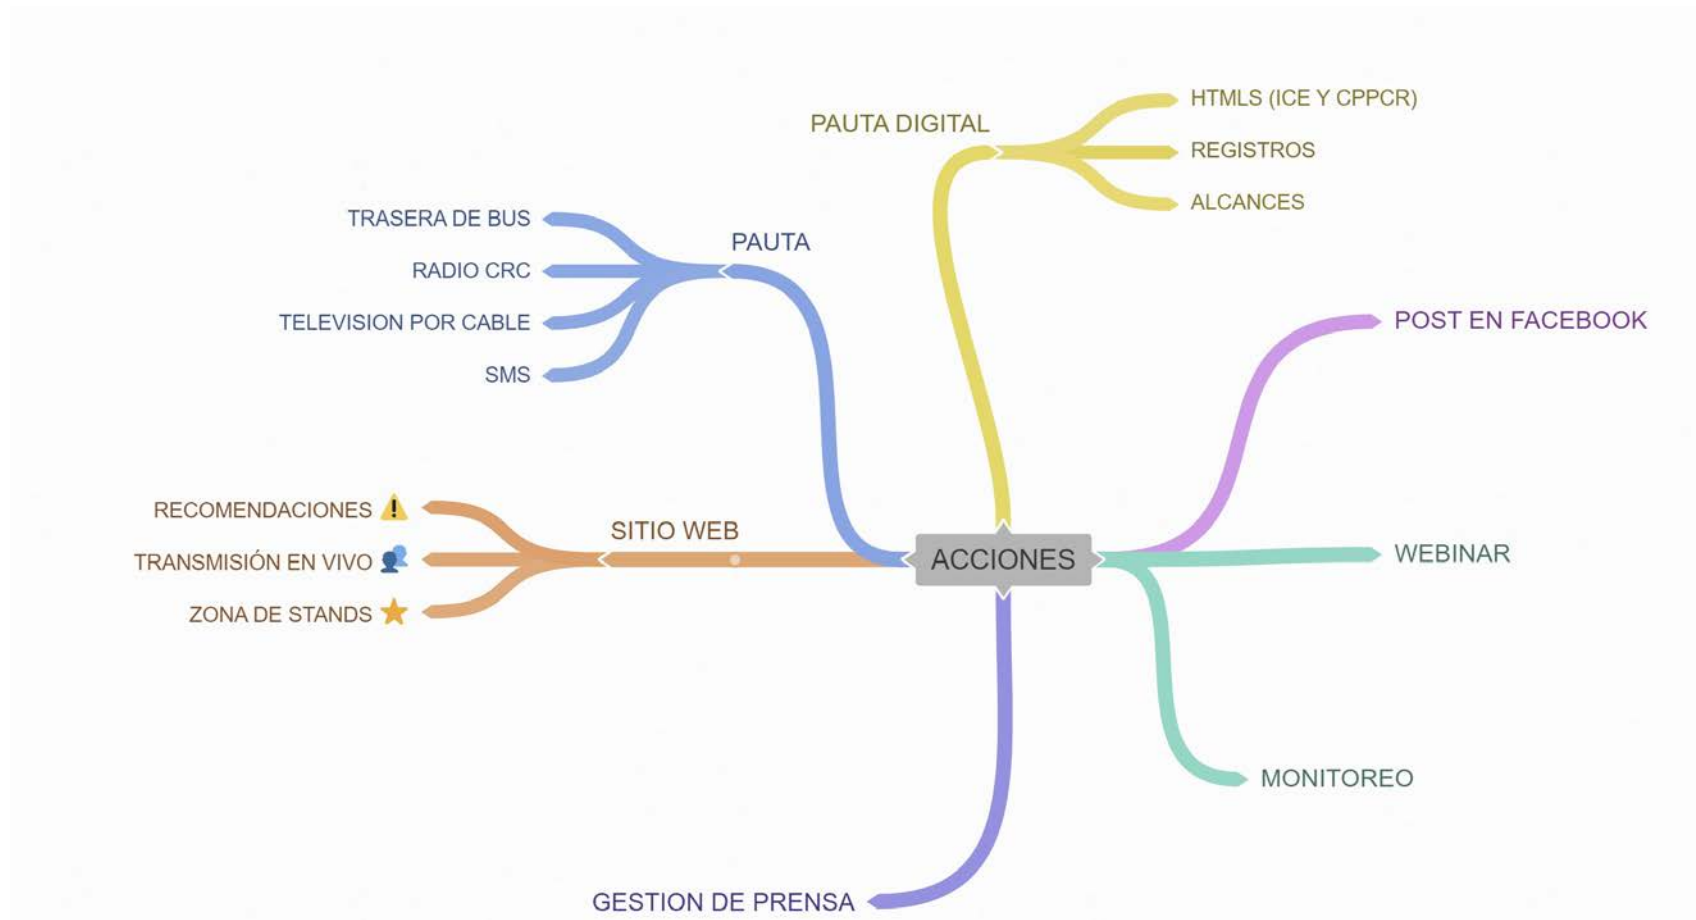 PAUTA DIGITAL
HTMLS (ICE Y CPPCR)
REGISTROS
ALCANCES
PAUTA
TRASERA DE BUS
RADIO CRC
TELEVISION POR CABLE
SMS
POST EN FACEBOOK
SITIO WEB
RECOMENDACIONES
TRANSMISIÓN EN VIVO
ZONA DE STANDS
ACCIONES
WEBINAR
MONITOREO
GESTION DE PRENSA